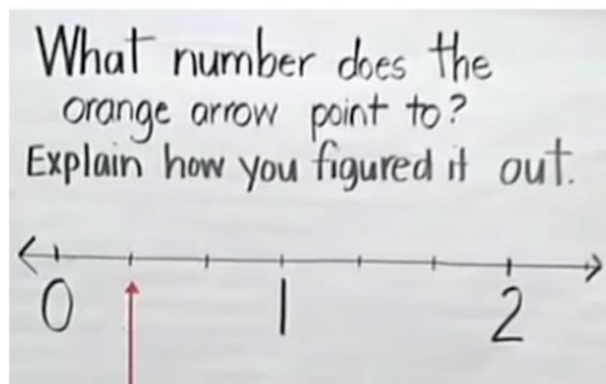 What number does the
orange arrow point to?
Explain how you figured it out.
0 1 2